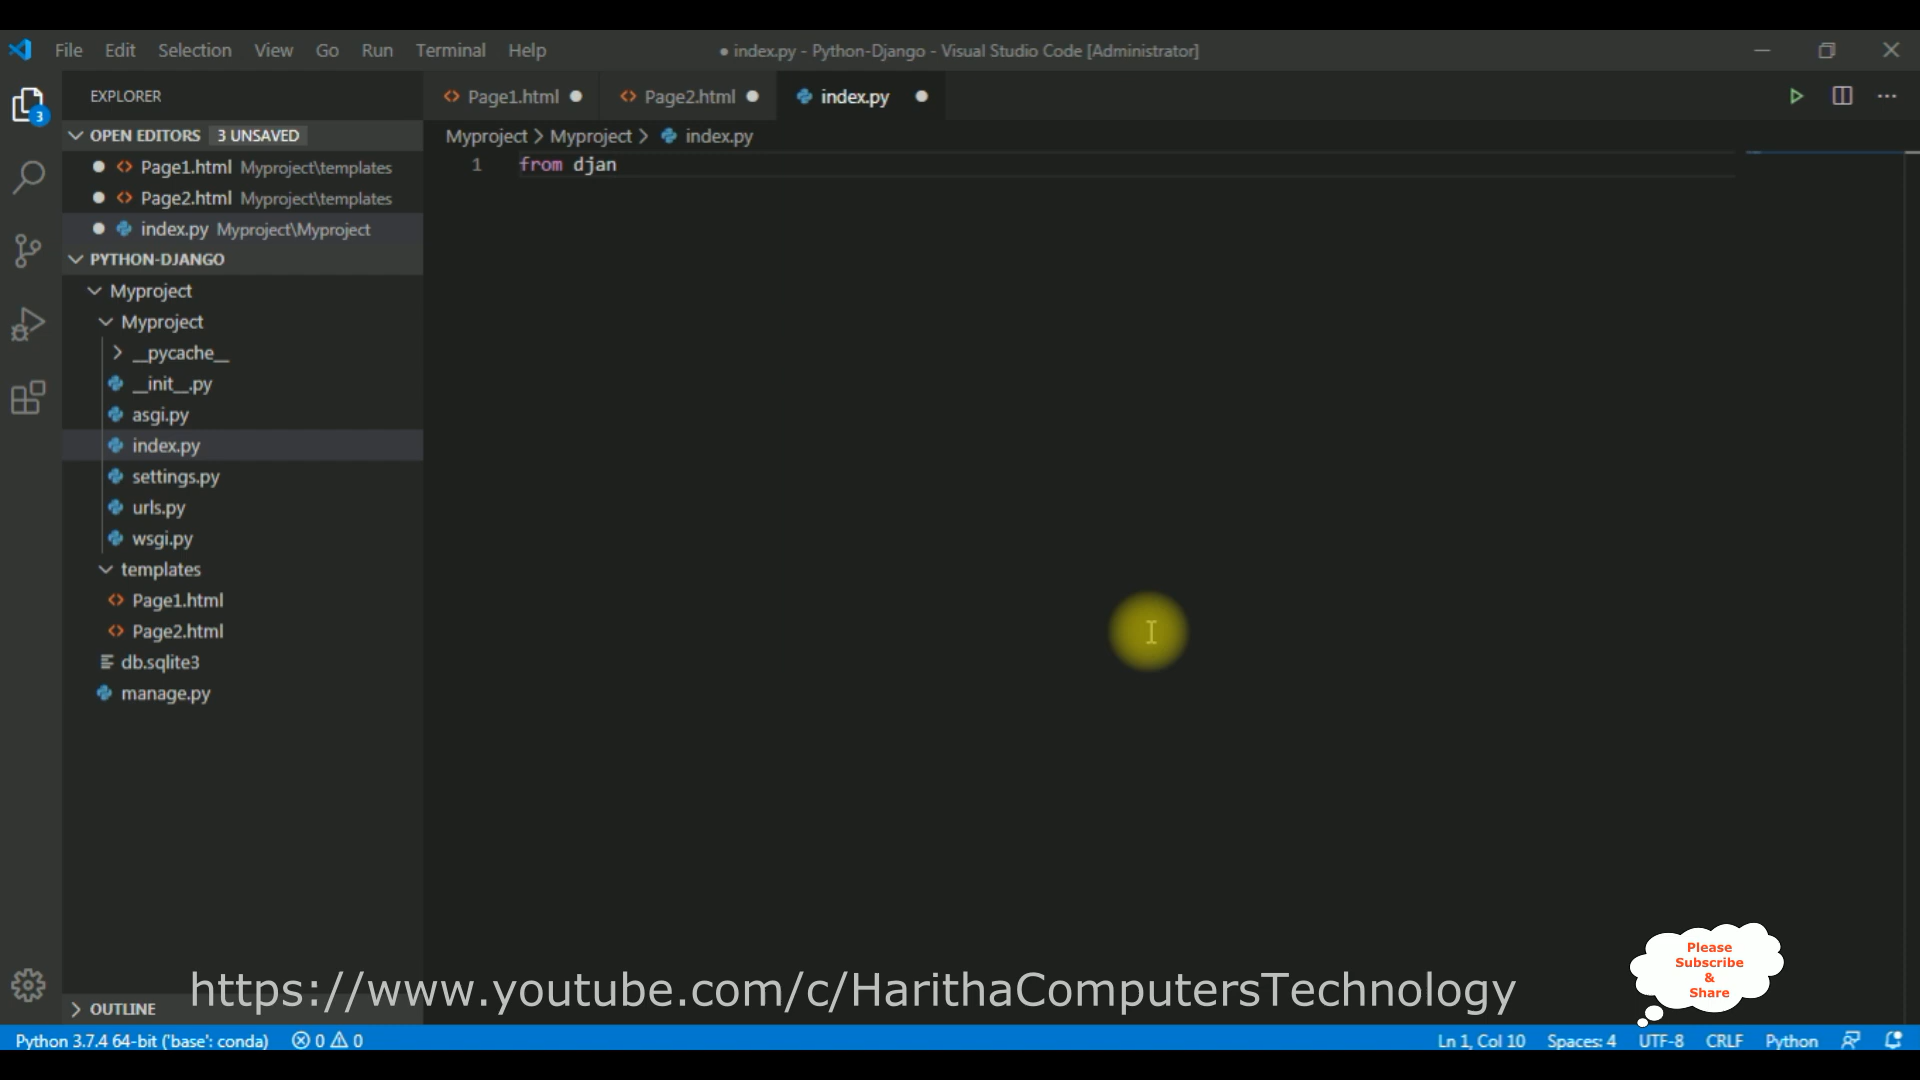 File Edit Selection View Go Run Terminal Help
● index.py - Python-Django - Visual Studio Code [Administrator]
3
EXPLORER
Page1.html
Page2.html
index.py
OPEN EDITORS 3 UNSAVED
Myproject > Myproject > index.py
Page1.html Myproject\templates
1 from djan
Page2.html Myproject\templates
index.py Myproject\Myproject
PYTHON-DJANGO
Myproject
Myproject
__pycache__
__init__.py
asgi.py
index.py
settings.py
urls.py
wsgi.py
templates
Page1.html
Page2.html
db.sqlite3
manage.py
Please
Subscribe
&
Share
https://www.youtube.com/c/HarithaComputersTechnology
OUTLINE
Python 3.7.4 64-bit ('base': conda) 0 0
Ln 1, Col 10 Spaces: 4 UTF-8 CRLF Python